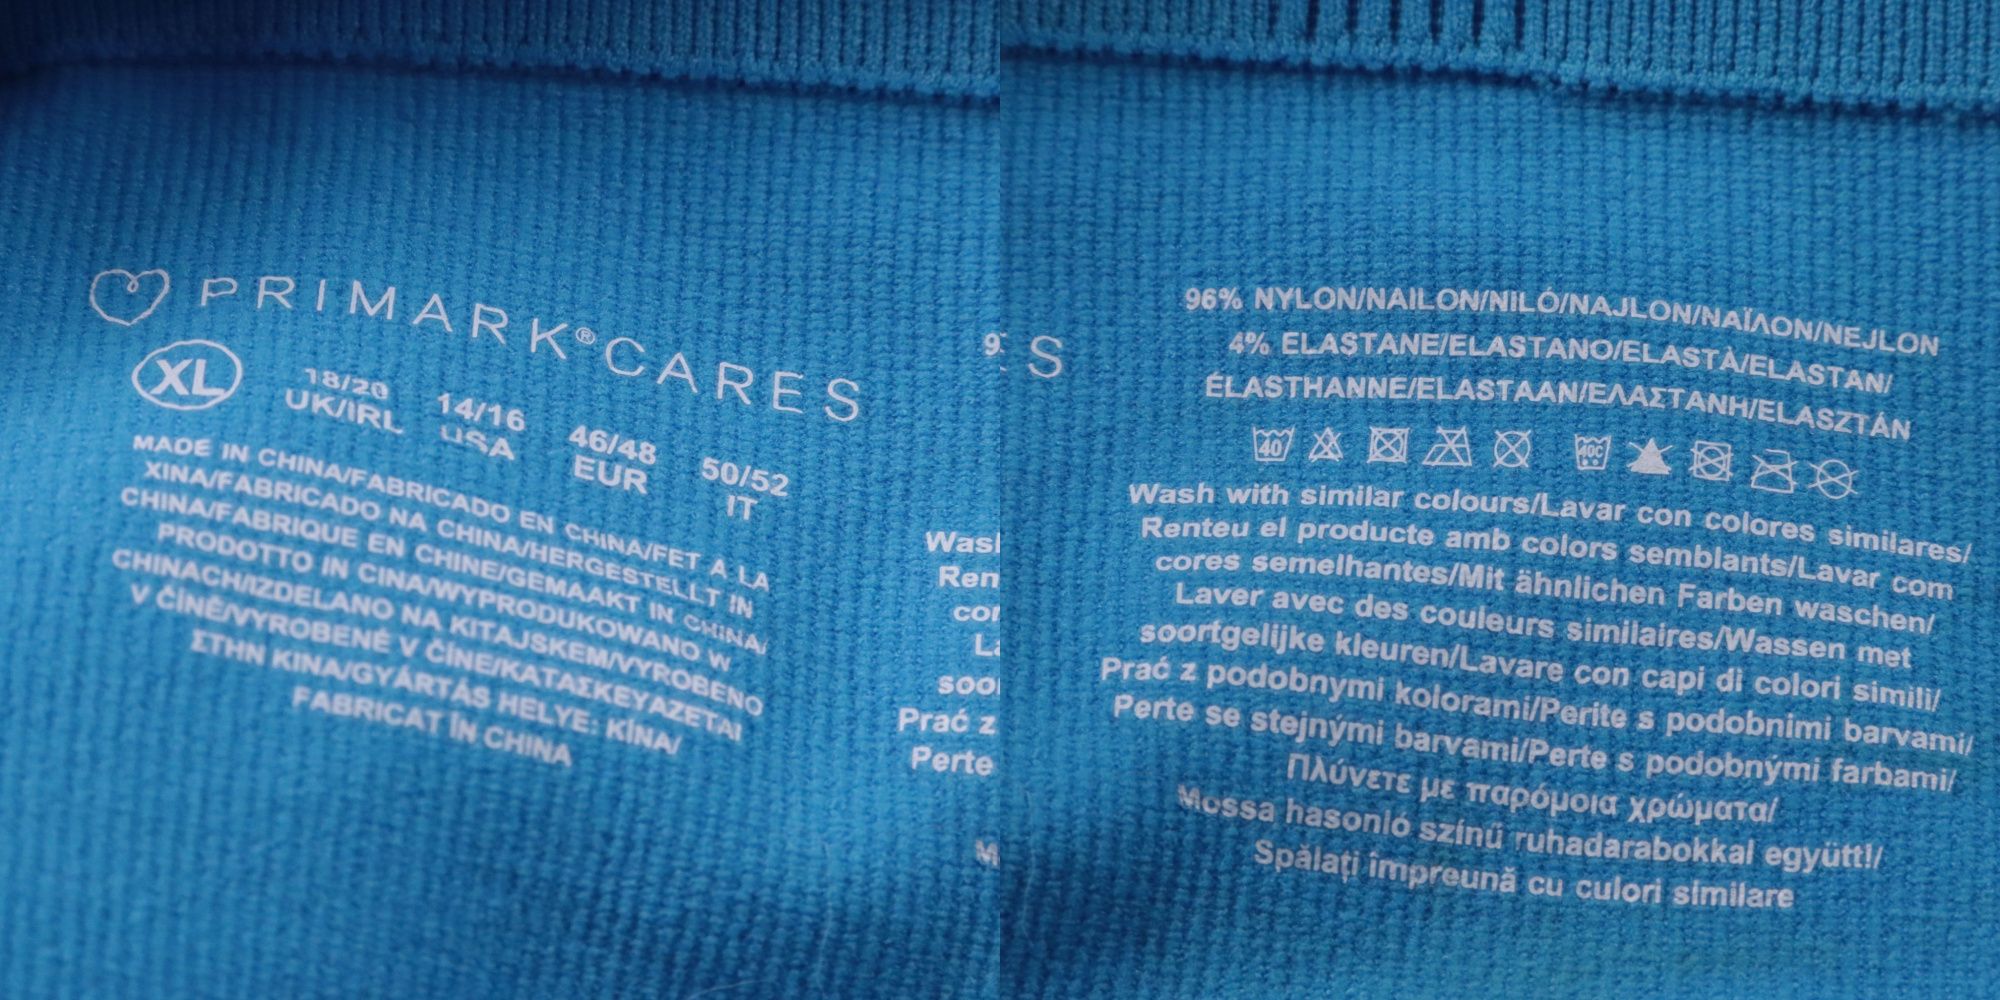 PRIMARK® CARES
XL
18/20 UK/IRL
14/16 USA
46/48 EUR
50/52 IT
MADE IN CHINA/FABRICADO EN CHINA/FET A LA
XINA/FABRICADO NA CHINA/HERGESTELLT IN
CHINA/FABRIQUE EN CHINE/GEMAAKT IN CHINA/
PRODOTTO IN CINA/WYPRODUKOWANO W
CHINACH/IZDELANO NA KITAJSKEM/VYROBENO
V ČÍNĚ/VYROBENÉ V ČÍNE/ΚΑΤΑΣΚΕΥΑΖΕΤΑΙ
ΣΤΗΝ ΚΙΝΑ/GYÁRTÁS HELYE: KÍNA/
FABRICAT ÎN CHINA
Prać z
Perte
S
96% NYLON/NAILON/NILÓ/NAJLON/ΝΑΪΛΟΝ/NEJLON
4% ELASTANE/ELASTANO/ELASTÀ/ELASTAN/
ÉLASTHANNE/ELASTAAN/ΕΛΑΣΤΑΝΗ/ELASZTÁN
40 40C
Wash with similar colours/Lavar con colores similares/
Renteu el producte amb colors semblants/Lavar com
cores semelhantes/Mit ähnlichen Farben waschen/
Laver avec des couleurs similaires/Wassen met
soortgelijke kleuren/Lavare con capi di colori simili/
Prać z podobnymi kolorami/Perite s podobnimi barvami/
Perte se stejnými barvami/Perte s podobnými farbami/
Πλύνετε με παρόμοια χρώματα/
Mossa hasonló színű ruhadarabokkal együtt!/
Spălați împreună cu culori similare